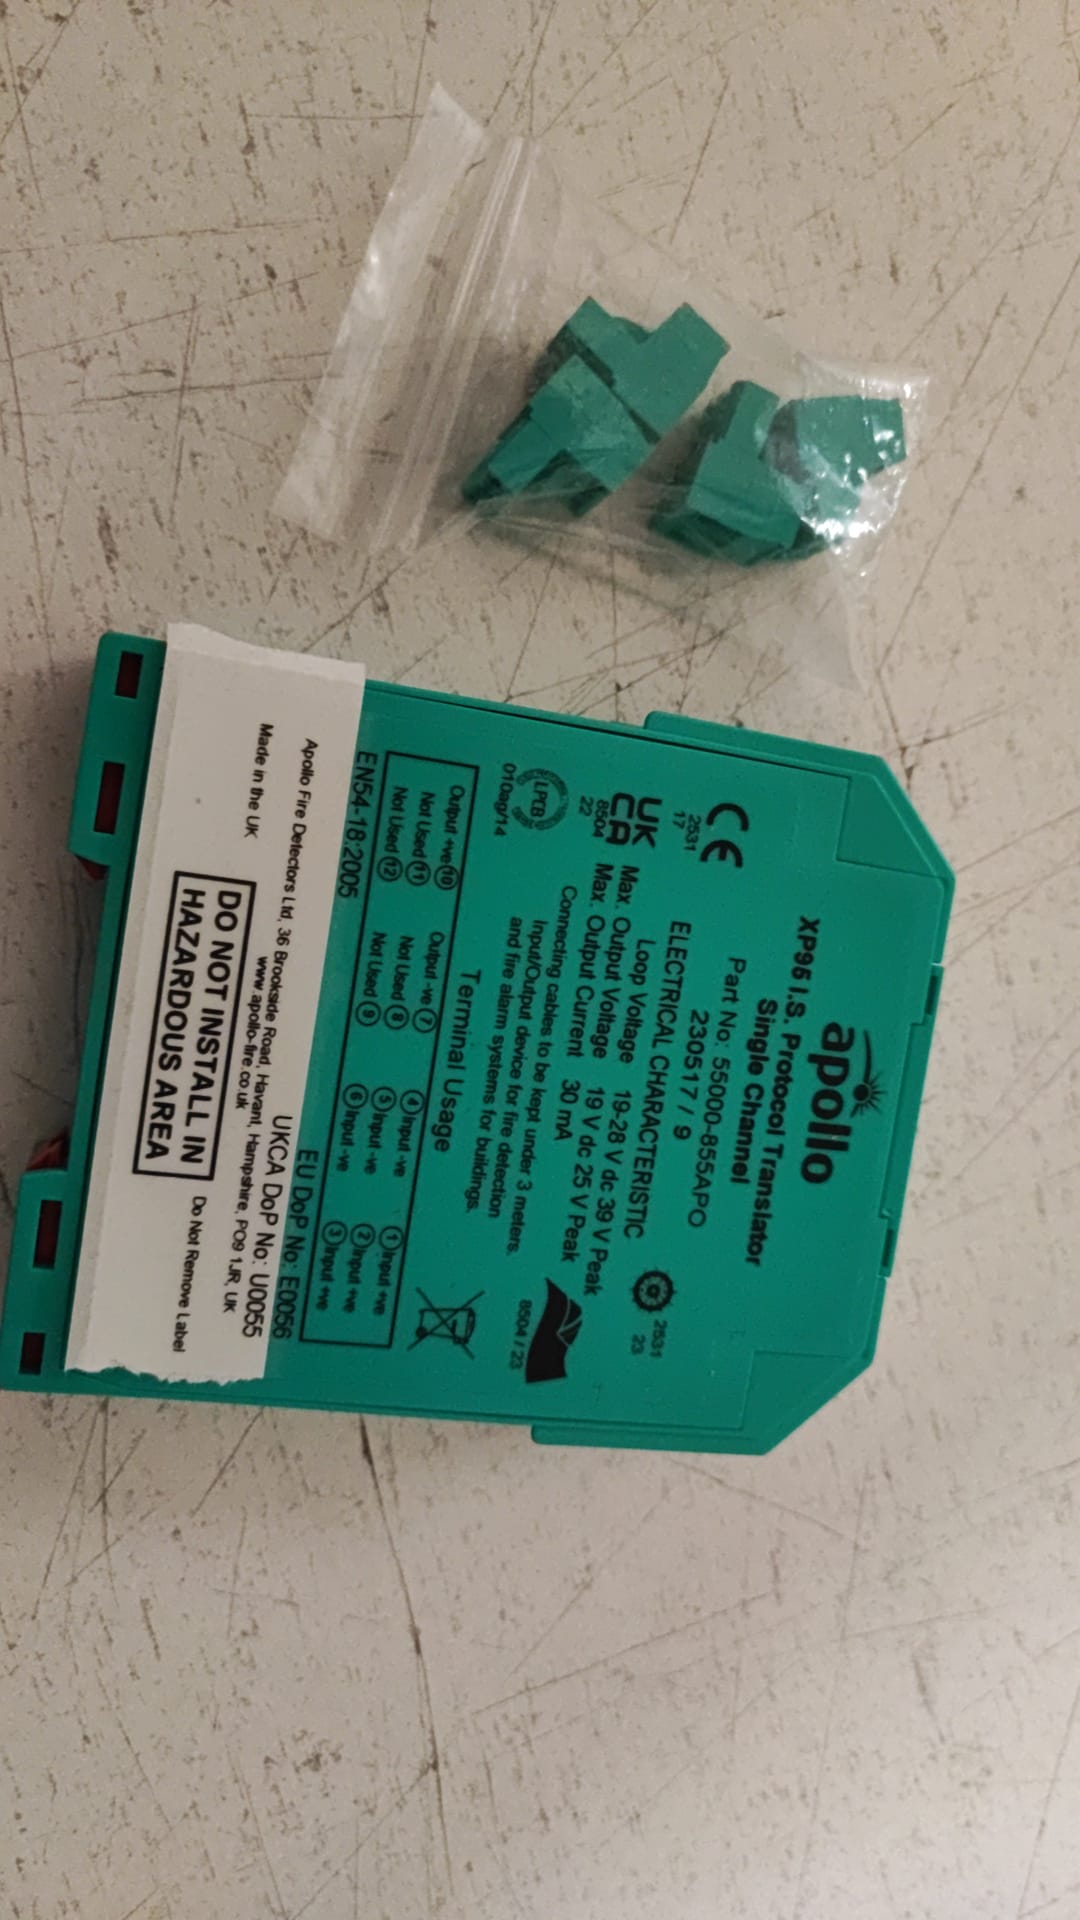 apollo
XP95 I.S. Protocol Translator
Single Channel
Part No: 55000-855APO
230517 / 9
ELECTRICAL CHARACTERISTIC
Loop Voltage 19-28 V dc 39 V Peak
Max. Output Voltage 19 V dc 25 V Peak
Max. Output Current 30 mA
Connecting cables to be kept under 3 meters.
Input/Output device for fire detection
and fire alarm systems for buildings.
CE
2531
17
UK
CA
8504
22
LPCB
010ag/14
2531
23
8504 / 23
Terminal Usage
Output +ve 10 Output -ve 7 4 Input -ve 1 Input +ve
Not Used 11 Not Used 8 5 Input -ve 2 Input +ve
Not Used 12 Not Used 9 6 Input -ve 3 Input +ve
EN54-18:2005 EU DoP No: E0056
UKCA DoP No: U0055
Apollo Fire Detectors Ltd, 36 Brookside Road, Havant, Hampshire, PO9 1JR, UK
www.apollo-fire.co.uk
Made in the UK
DO NOT INSTALL IN
HAZARDOUS AREA
Do Not Remove Label